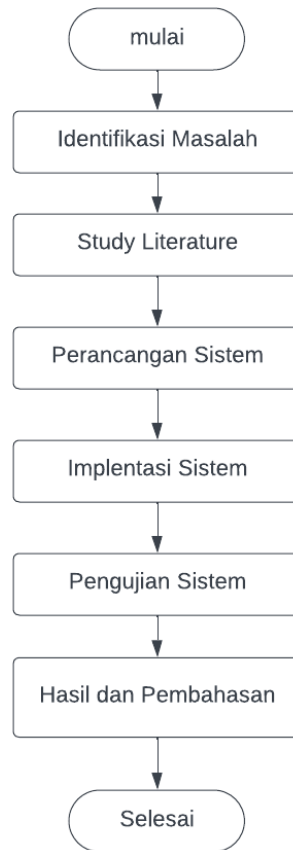 mulai
Identifikasi Masalah
Study Literature
Perancangan Sistem
Implentasi Sistem
Pengujian Sistem
Hasil dan Pembahasan
Selesai